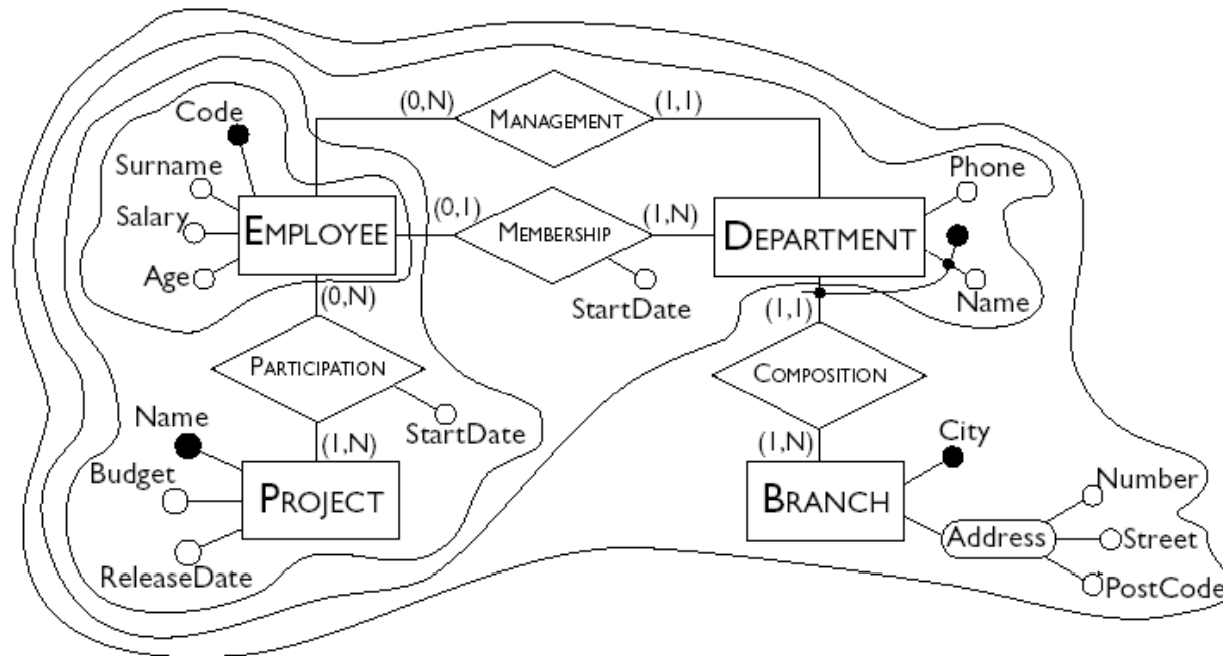 (0,N)
MANAGEMENT
(1,1)
Code
Surname
Salary
Age
EMPLOYEE
(0,1)
MEMBERSHIP
(1,N)
StartDate
DEPARTMENT
Phone
Name
(0,N)
(1,1)
PARTICIPATION
StartDate
COMPOSITION
Name
Budget
ReleaseDate
(1,N)
PROJECT
(1,N)
BRANCH
City
Address
Number
Street
PostCode